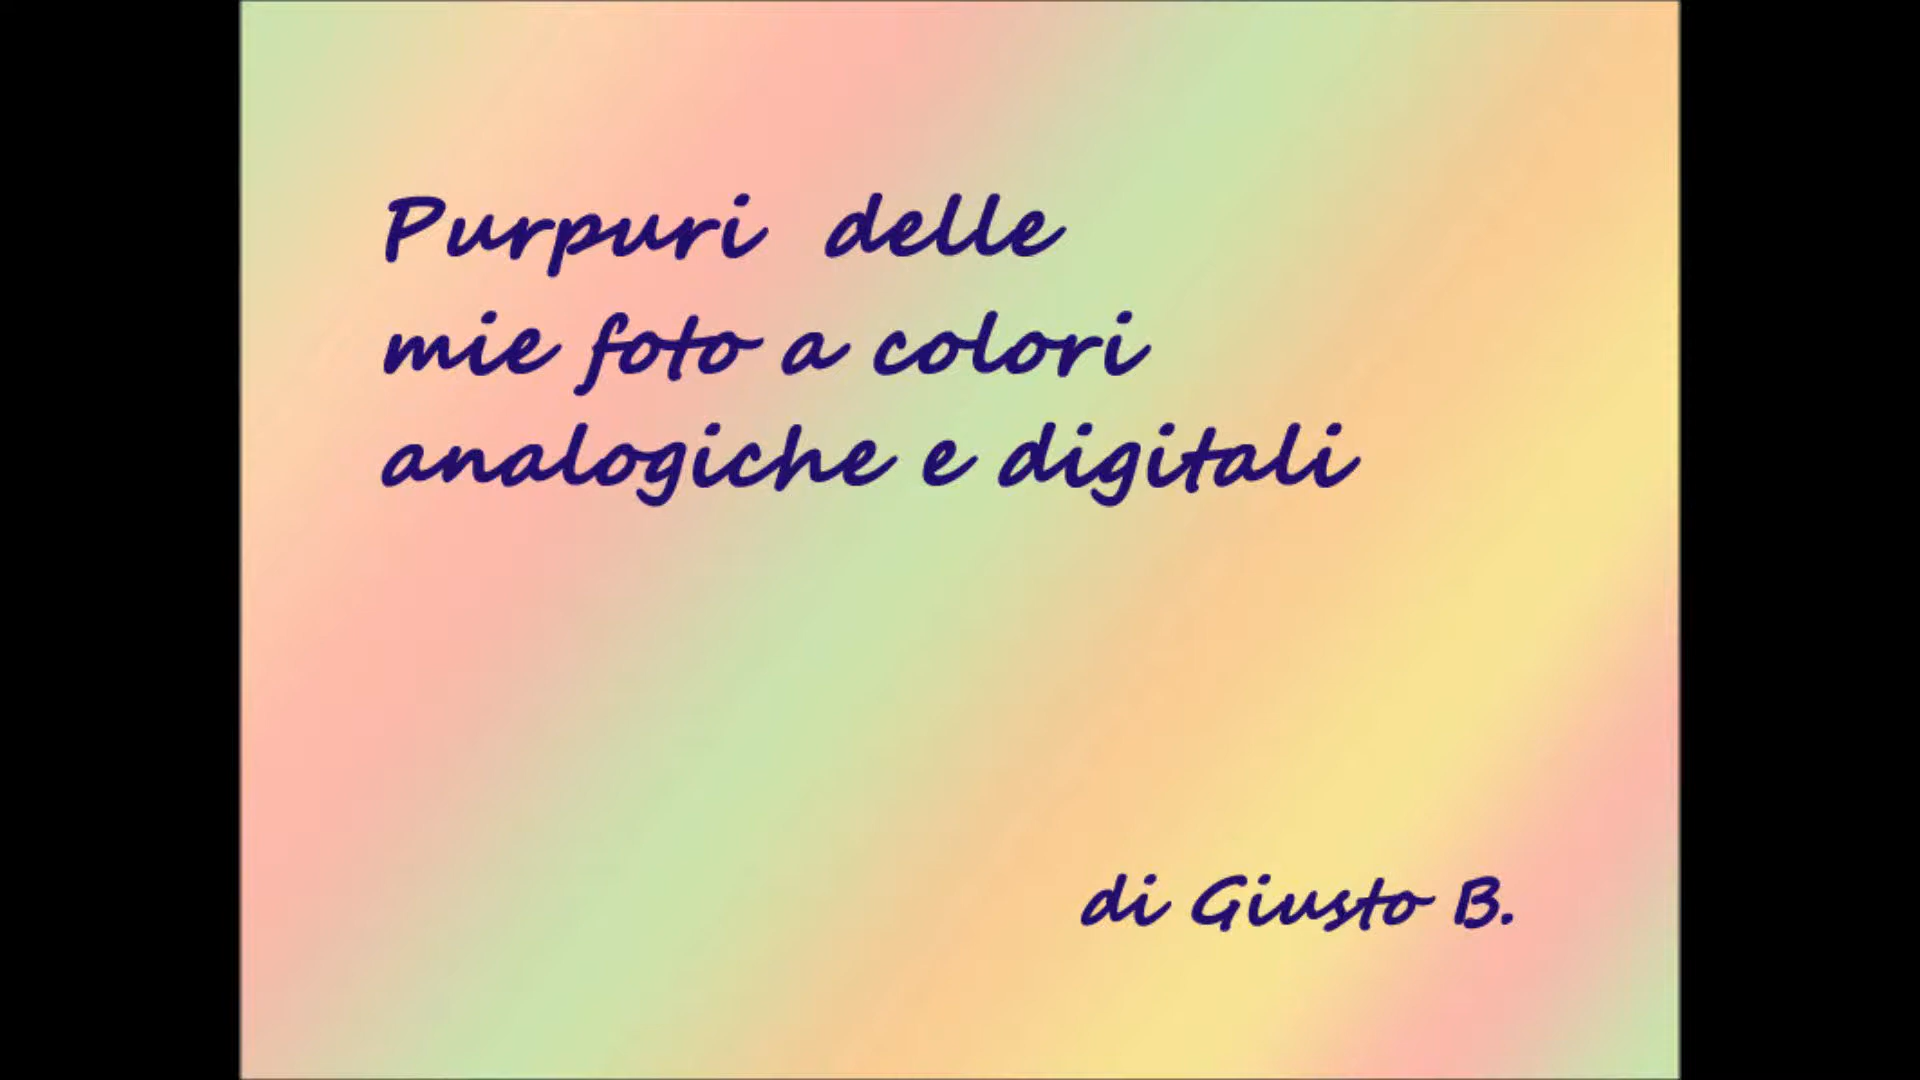 Purpuri delle
mie foto a colori
analogiche e digitali
di Giusto B.